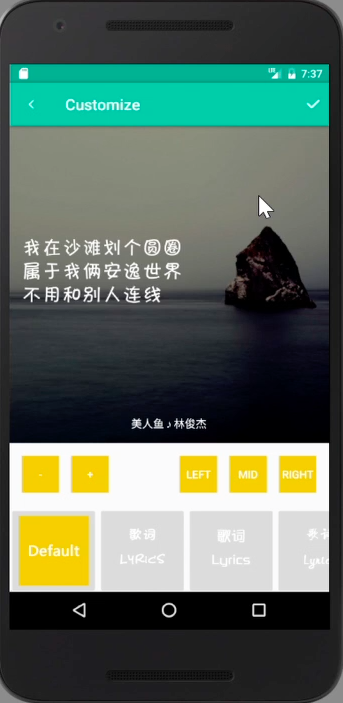 LTE 7:37
Customize
我在沙滩划个圆圈
属于我俩安逸世界
不用和别人连线
美人鱼♪林俊杰
- + LEFT MID RIGHT
Default
歌词
LYRICS
歌词
Lyrics